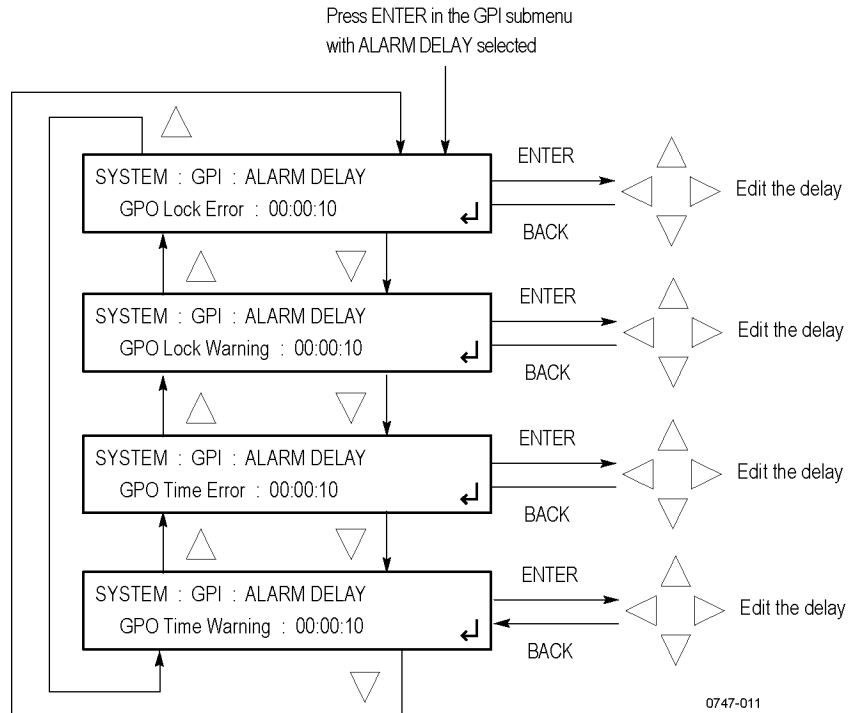 Press ENTER in the GPI submenu
with ALARM DELAY selected
SYSTEM : GPI : ALARM DELAY
GPO Lock Error : 00:00:10
ENTER
BACK
Edit the delay
SYSTEM : GPI : ALARM DELAY
GPO Lock Warning : 00:00:10
ENTER
BACK
Edit the delay
SYSTEM : GPI : ALARM DELAY
GPO Time Error : 00:00:10
ENTER
BACK
Edit the delay
SYSTEM : GPI : ALARM DELAY
GPO Time Warning : 00:00:10
ENTER
BACK
Edit the delay
0747-011